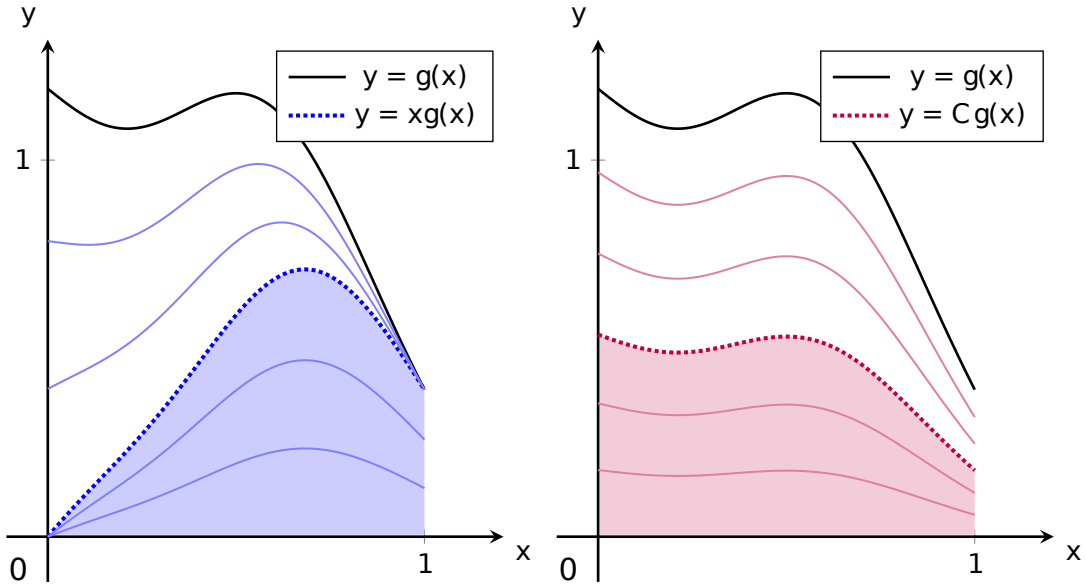 y
y = g(x)
y = xg(x)
1
0
1
x
y
y = g(x)
y = C g(x)
1
0
1
x